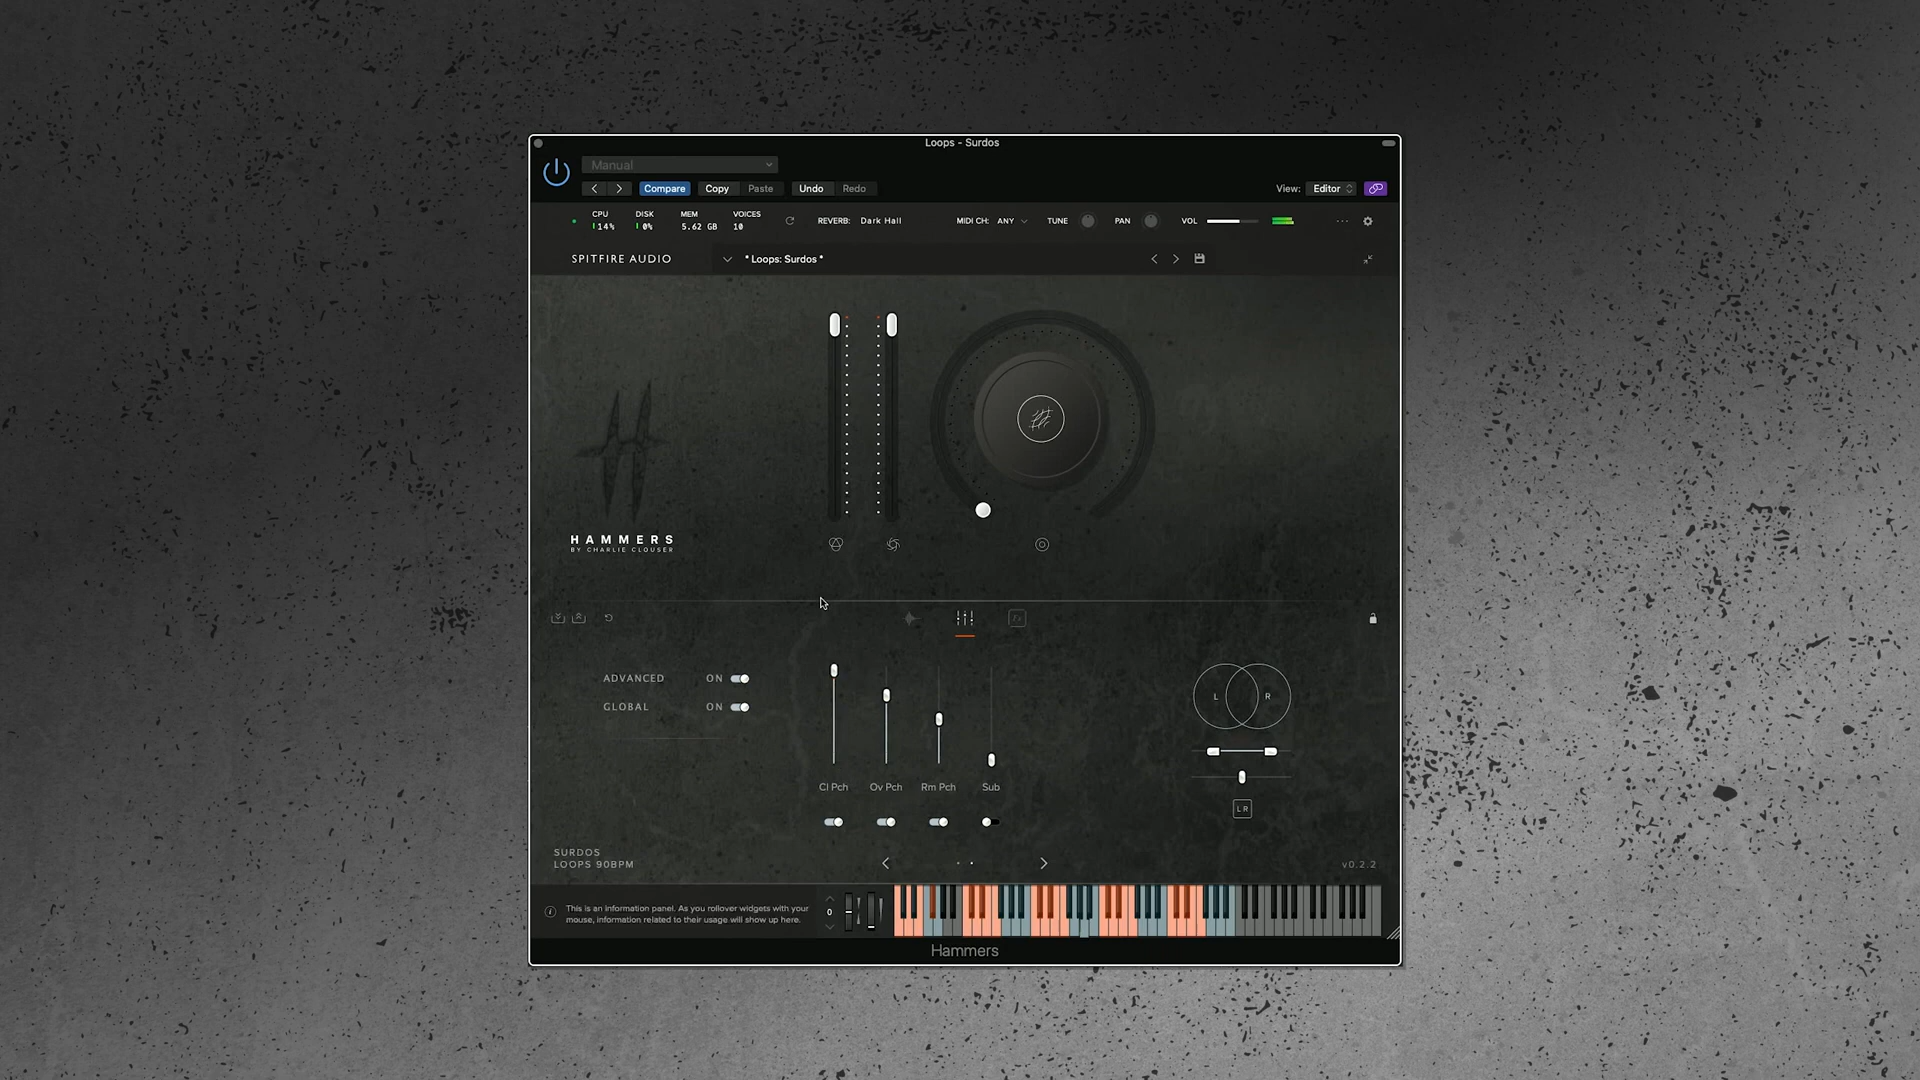 Loops - Surdos
Manual
Compare Copy Paste Undo Redo View: Editor
CPU DISK MEM VOICES
14% 0% 5.62 GB 10
REVERB: Dark Hall MIDI CH: ANY TUNE PAN VOL
SPITFIRE AUDIO * Loops: Surdos *
HAMMERS
BY CHARLIE CLOUSER
ADVANCED ON
GLOBAL ON
L R
Cl Pch Ov Pch Rm Pch Sub
LR
SURDOS
LOOPS 90BPM
v0.2.2
This is an information panel. As you rollover widgets with your
mouse, information related to their usage will show up here.
0
Hammers